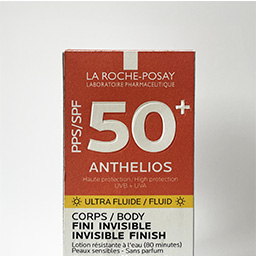 LA ROCHE-POSAY
LABORATOIRE PHARMACEUTIQUE
PPS/SPF
50+
ANTHELIOS
Haute protection/High protection
UVB + UVA
ULTRA FLUIDE / FLUID
CORPS / BODY
FINI INVISIBLE
INVISIBLE FINISH
Lotion résistante à l'eau (80 minutes)
Peaux sensibles - Sans parfum